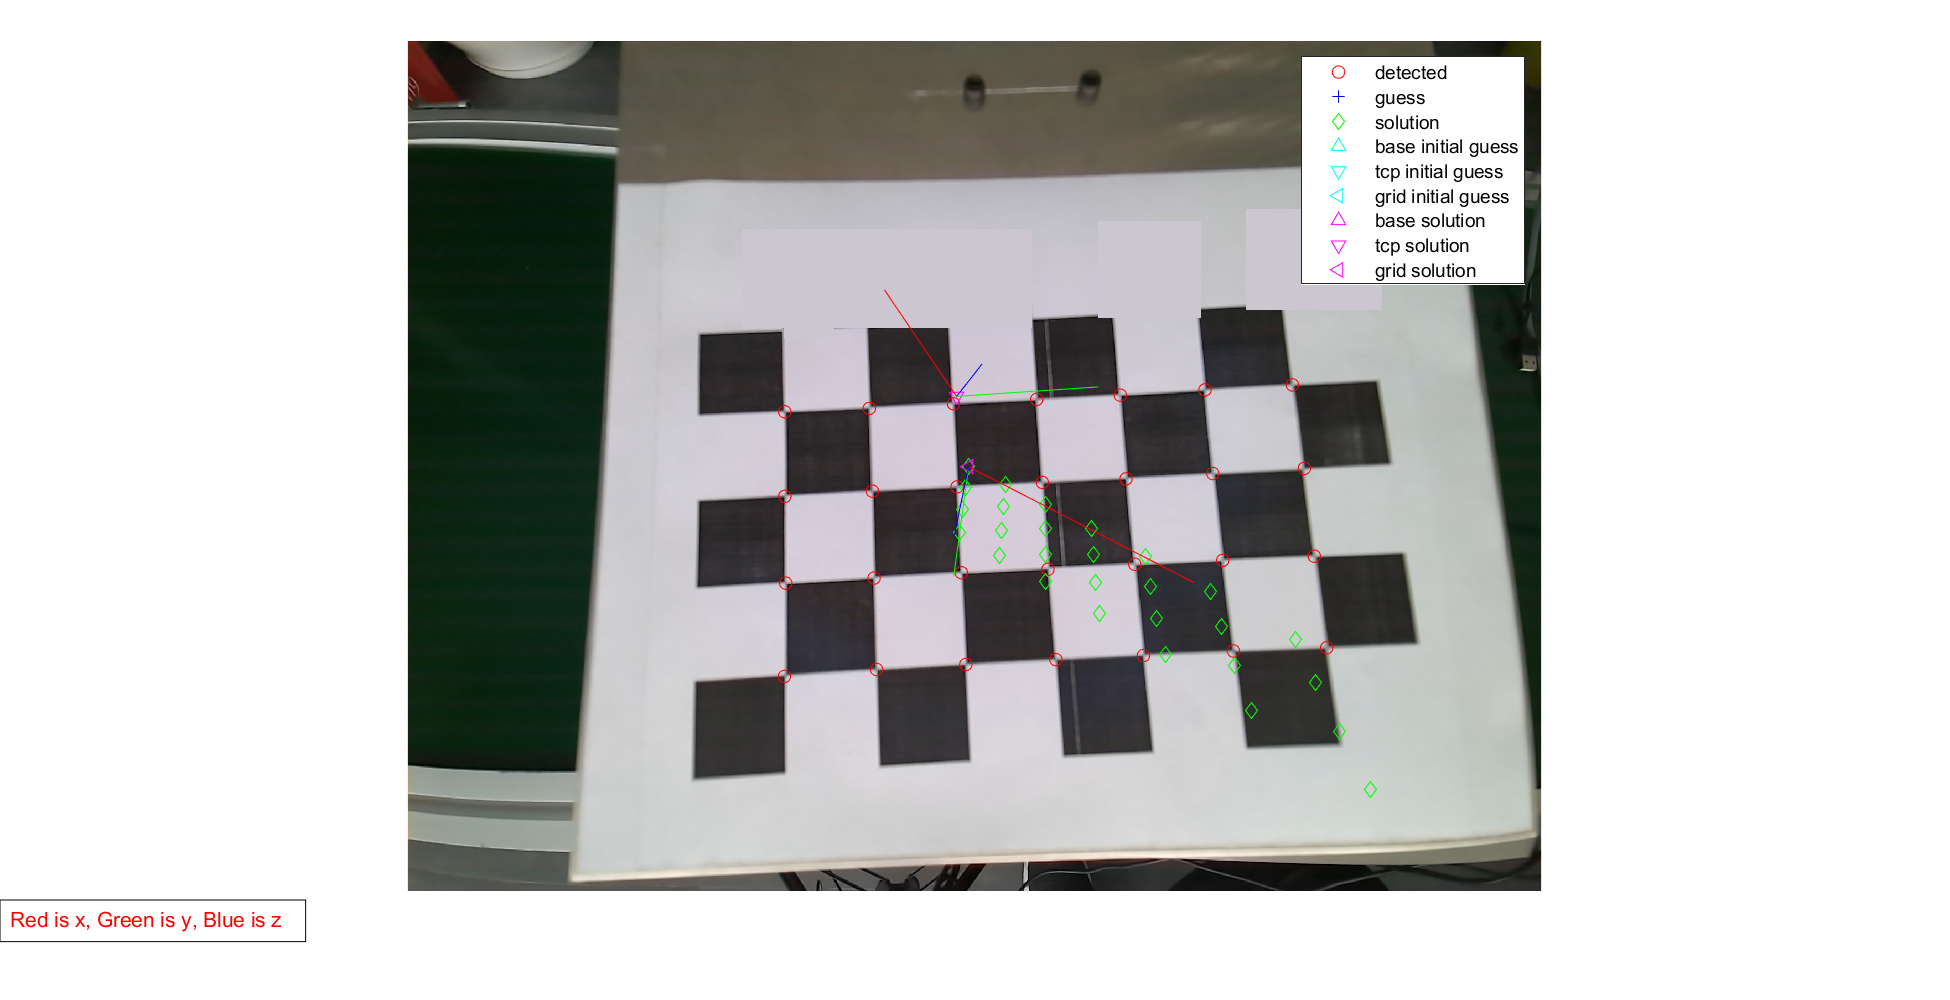 detected
guess
solution
base initial guess
tcp initial guess
grid initial guess
base solution
tcp solution
grid solution
Red is x, Green is y, Blue is z